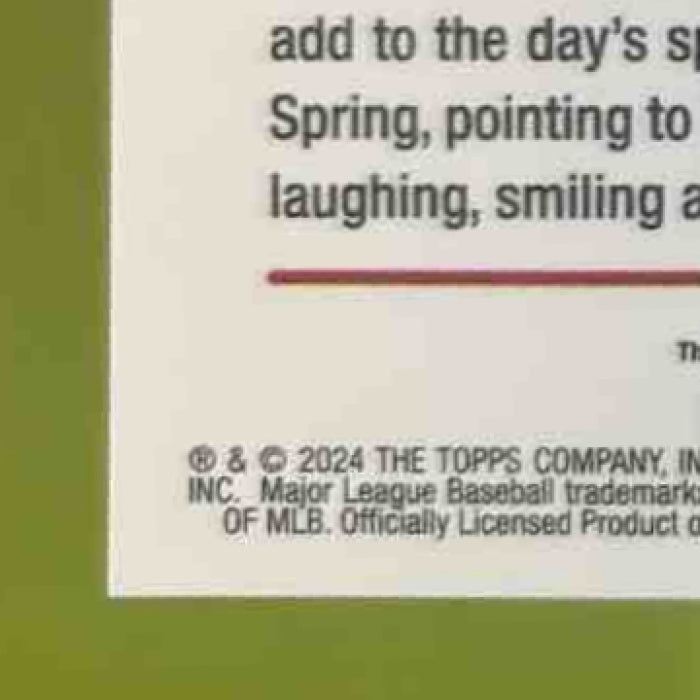 add to the day's sp
Spring, pointing to
laughing, smiling a
Th
® & © 2024 THE TOPPS COMPANY, IN
INC. Major League Baseball trademark
OF MLB. Officially Licensed Product o